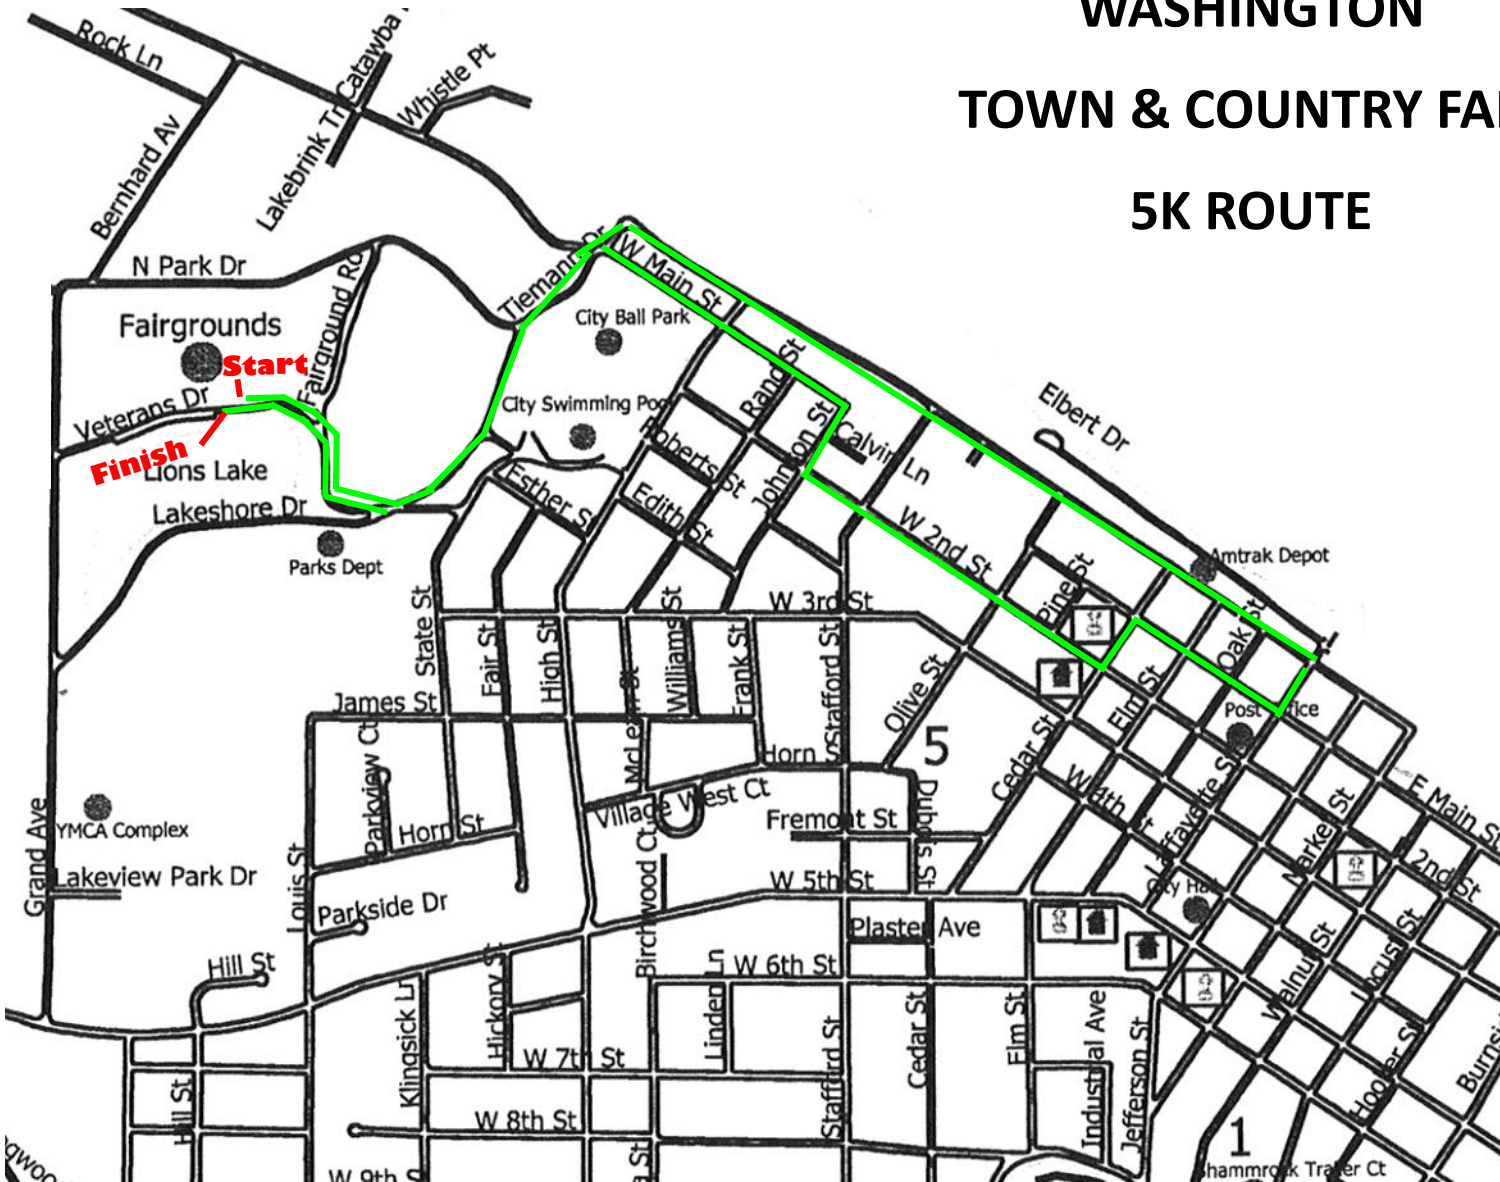 WASHINGTON
TOWN & COUNTRY
5K ROUTE
Rock Ln
Catawba
Whistle Pt
Bernhard Av
Lakebrink Tr
N Park Dr
Tiemann Dr
W Main St
Fairgrounds
Fairground Rd
City Ball Park
Start
Veterans Dr
Finish
Lions Lake
City Swimming Pool
Rand St
Johnson St
Calvin Ln
Elbert Dr
Roberts St
Esther St
Edith St
Lakeshore Dr
Parks Dept
W 2nd St
Amtrak Depot
Pine St
Oak St
W 3rd St
State St
Fair St
High St
McLean St
Williams St
Frank St
Stafford St
Olive St
Elm St
Post Office
James St
Parkview Ct
Horn St
5
Cedar St
W 4th St
Lafayette St
Market St
E Main St
Village West Ct
Fremont St
Dubois St
2nd St
YMCA Complex
Horn St
Grand Ave
Lakeview Park Dr
Louis St
Birchwood Ct
W 5th St
City Hall
Parkside Dr
Plaster Ave
Hill St
Hickory St
Linden Ln
W 6th St
Walnut St
Locust St
Klingsick Ln
W 7th St
Stafford St
Cedar St
Elm St
Industrial Ave
Jefferson St
Hooker St
Hill St
W 8th St
1
Shammrock Trailer Ct
W 9th S